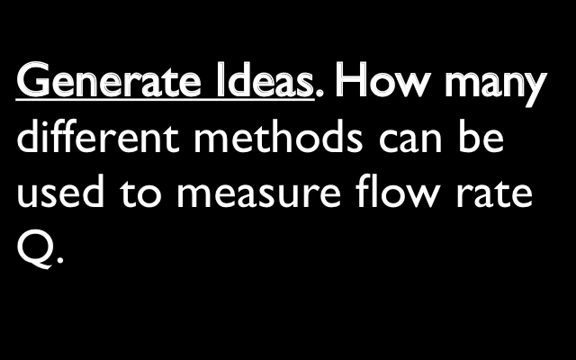 Generate Ideas. How many
different methods can be
used to measure flow rate
Q.